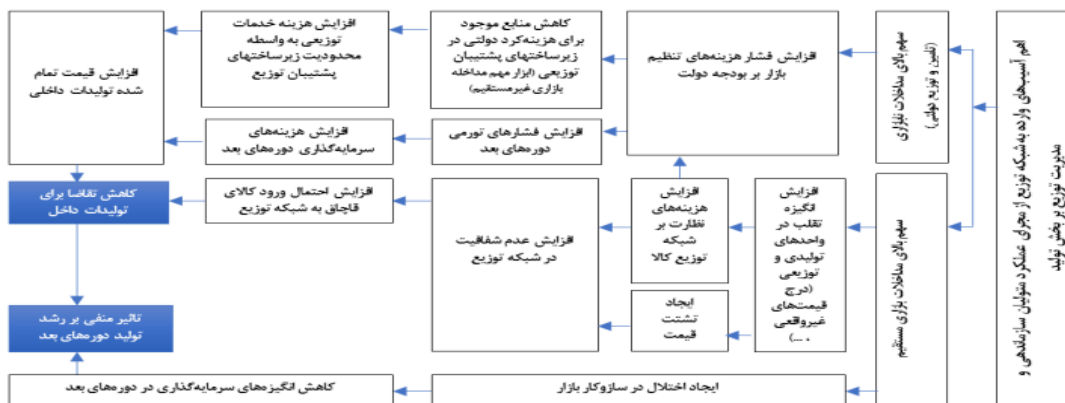 اهم آسیب‌های وارده به شبکه توزیع از مجرای عملکرد متولیان سازماندهی و
مدیریت توزیع بر بخش تولید
سهم بالای مداخلات نابازاری
(تامین و توزیع دولتی)
سهم بالای مداخلات بازاری مستقیم
افزایش فشار هزینه‌های تنظیم
بازار بر بودجه دولت
کاهش منابع موجود
برای هزینه‌کرد دولتی در
زیرساختهای پشتیبان
توزیعی (ابزار مهم مداخله
بازاری غیرمستقیم)
افزایش هزینه خدمات
توزیعی به واسطه
محدودیت زیرساختهای
پشتیبان توزیع
افزایش قیمت تمام
شده تولیدات داخلی
افزایش فشارهای تورمی
دوره‌های بعد
افزایش هزینه‌های
سرمایه‌گذاری دوره‌های بعد
افزایش
انگیزه
تقلب در
واحدهای
تولیدی و
توزیعی
(درج
قیمت‌های
غیرواقعی
، ...)
افزایش
هزینه‌های
نظارت بر
شبکه
توزیع کالا
ایجاد
تشتت
قیمت
افزایش عدم شفافیت
در شبکه توزیع
افزایش احتمال ورود کالای
قاچاق به شبکه توزیع
کاهش تقاضا برای
تولیدات داخل
تاثیر منفی بر رشد
تولید دوره‌های بعد
ایجاد اختلال در سازوکار بازار
کاهش انگیزه‌های سرمایه‌گذاری در دوره‌های بعد